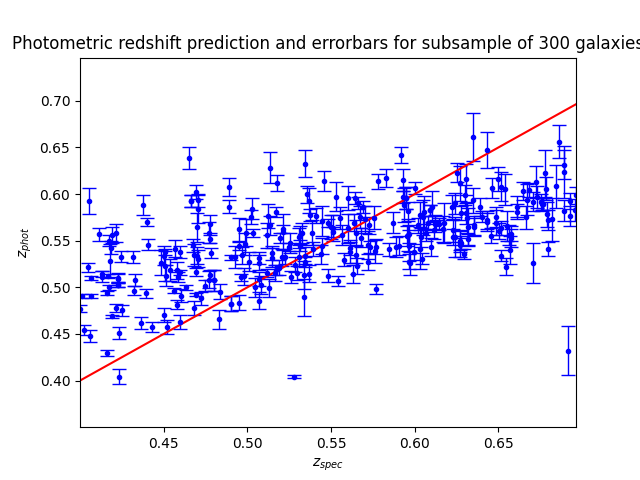 Photometric redshift prediction and errorbars for subsample of 300 galaxies
0.70
0.65
0.60
0.55
0.50
0.45
0.40
z_phot
0.45 0.50 0.55 0.60 0.65
z_spec